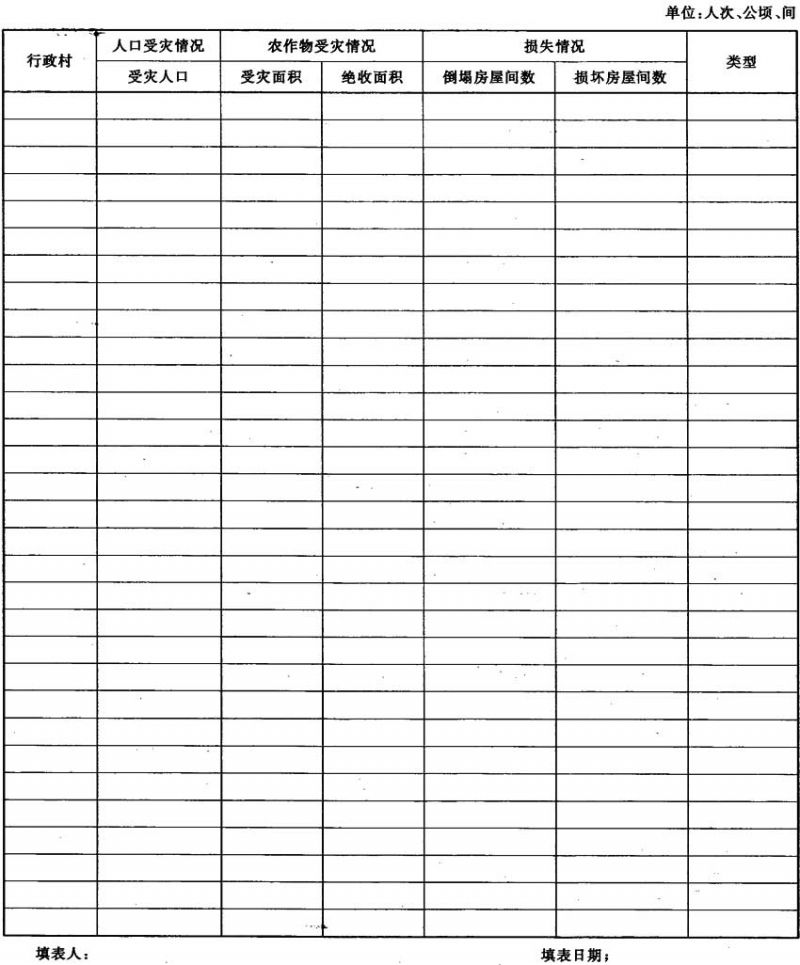 单位:人次、公顷、间
行政村 人口受灾情况 农作物受灾情况 损失情况 类型
受灾人口 受灾面积 绝收面积 倒塌房屋间数 损坏房屋间数
填表人: 填表日期;